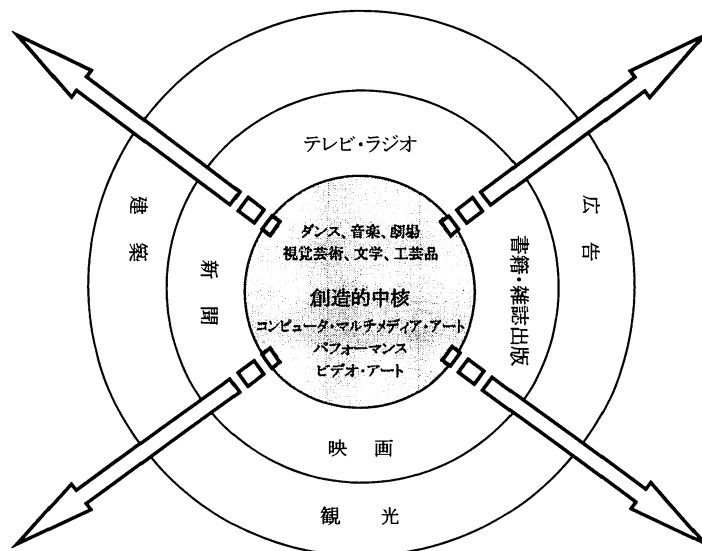 テレビ・ラジオ
建築
広告
新聞
書籍・雑誌出版
ダンス、音楽、劇場
視覚芸術、文学、工芸品
創造的中核
コンピュータ・マルチメディア・アート
パフォーマンス
ビデオ・アート
映画
観光